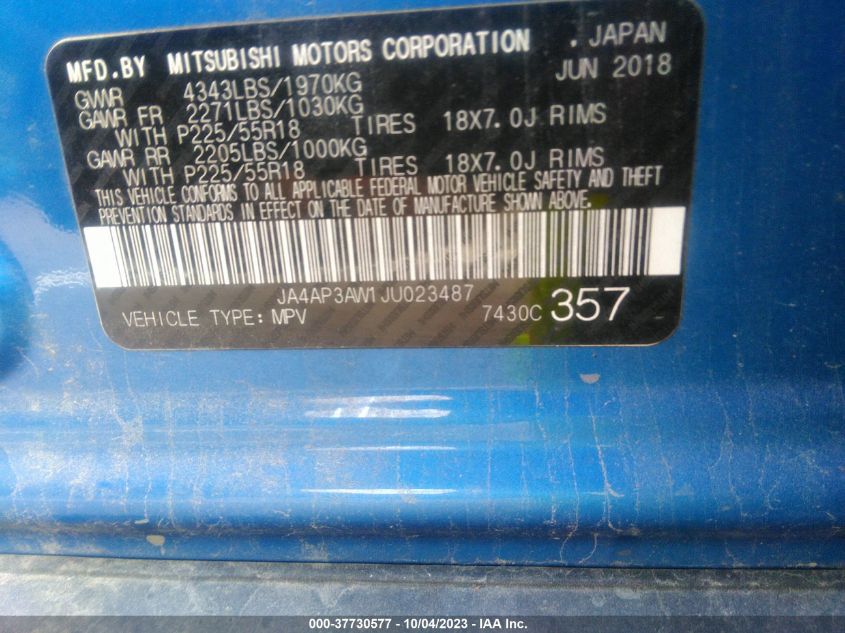 MFD.BY MITSUBISHI MOTORS CORPORATION . JAPAN
JUN 2018
GVWR 4343LBS/1970KG
GAWR FR 2271LBS/1030KG
WITH P225/55R18 TIRES 18X7.0J RIMS
GAWR RR 2205LBS/1000KG
WITH P225/55R18 TIRES 18X7.0J RIMS
THIS VEHICLE CONFORMS TO ALL APPLICABLE FEDERAL MOTOR VEHICLE SAFETY AND THEFT
PREVENTION STANDARDS IN EFFECT ON THE DATE OF MANUFACTURE SHOWN ABOVE.
JA4AP3AW1JU023487
VEHICLE TYPE: MPV 7430C 357
000-37730577 - 10/04/2023 - IAA Inc.